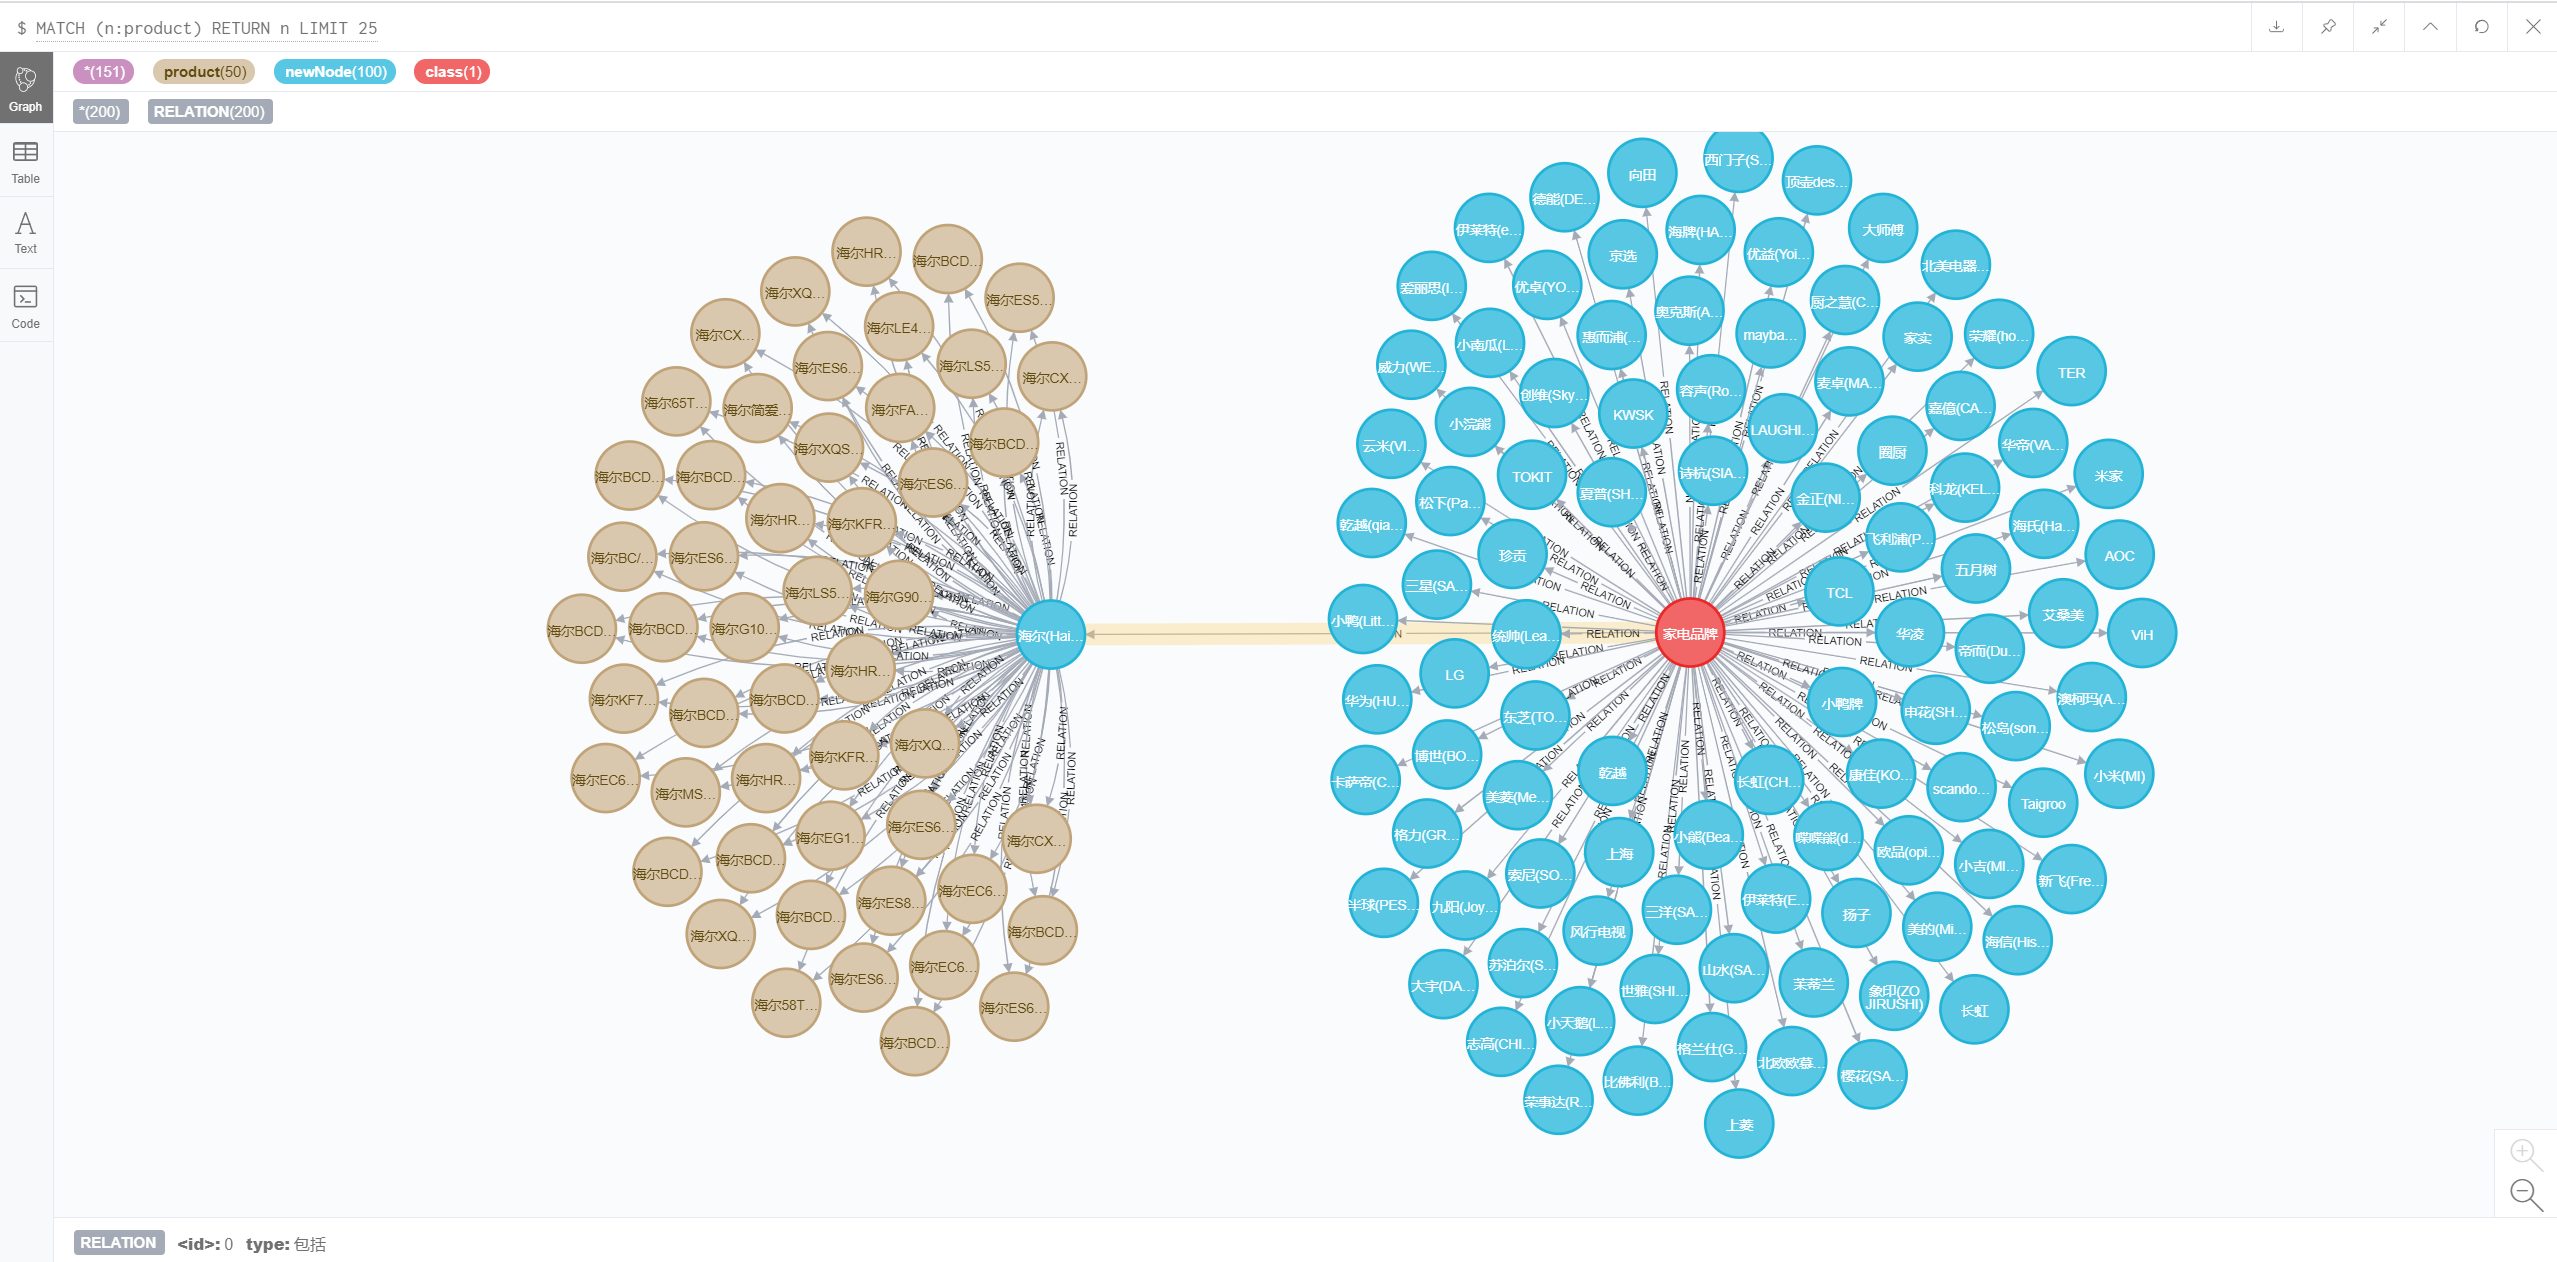 $ MATCH (n:product) RETURN n LIMIT 25
*(151) product(50) newNode(100) class(1)
*(200) RELATION(200)
Graph
Table
Text
Code
海尔HR...
海尔BCD...
海尔XQ...
海尔ES5...
海尔CX...
海尔LE4...
海尔ES6...
海尔LS5...
海尔CX...
海尔65T...
海尔简爱...
海尔FA...
海尔XQS...
海尔BCD...
海尔BCD...
海尔BCD...
海尔ES6...
海尔HR...
海尔KFR...
海尔BC/...
海尔ES6...
海尔LS5...
海尔G90...
海尔BCD...
海尔BCD...
海尔G10...
海尔(Hai...
海尔HR...
海尔KF7...
海尔BCD...
海尔BCD...
海尔EC6...
海尔MS...
海尔HR...
海尔KFR...
海尔XQ...
海尔BCD...
海尔BCD...
海尔EG1...
海尔ES6...
海尔CX...
海尔XQ...
海尔BCD...
海尔ES8...
海尔EC6...
海尔BCD...
海尔58T...
海尔ES6...
海尔EC6...
海尔ES6...
海尔BCD...
西门子(S...
向田
顶壶des...
德能(DE...
伊莱特(e...
海牌(HA...
大师傅
京选
优益(Yoi...
北美电器...
爱丽思(I...
优卓(YO...
奥克斯(A...
厨之慧(C...
小南瓜(L...
惠而浦(...
mayba...
家实
荣耀(ho...
威力(WE...
TER
创维(Sky...
容声(Ro...
麦卓(MA...
小浣熊
KWSK
LAUGHI...
嘉億(CA...
云米(VI...
圈厨
华帝(VA...
TOKIT
诗杭(SIA...
米家
松下(Pa...
夏普(SH...
金正(NI...
科龙(KEL...
乾越(qia...
飞利浦(P...
海氏(Ha...
珍贡
五月树
AOC
三星(SA...
TCL
艾桑美
小鸭(Litt...
统帅(Lea...
RELATION
家电品牌
华凌
ViH
帝而(Du...
LG
华为(HU...
小鸭牌
澳柯玛(A...
东芝(TO...
申花(SH...
松岛(son...
博世(BO...
乾越
长虹(CH...
康佳(KO...
小米(MI)
卡萨帝(C...
美菱(Me...
scando...
Taigroo
格力(GR...
上海
小熊(Bea...
喋喋熊(d...
欧品(opi...
小吉(MI...
索尼(SO...
新飞(Fre...
半球(PES...
九阳(Joy...
三洋(SA...
伊莱特(E...
扬子
美的(Mi...
风行电视
海信(His...
苏泊尔(S...
山水(SA...
大宇(DA...
世雅(SHI...
茉蒂兰
象印(ZO
JIRUSHI)
长虹
小天鹅(L...
志高(CHI...
格兰仕(G...
北欧欧慕...
比佛利(B...
樱花(SA...
荣事达(R...
上菱
RELATION <id>: 0 type: 包括